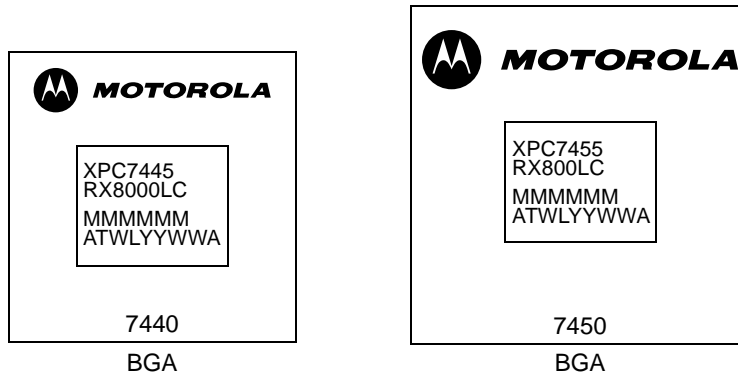 MOTOROLA
XPC7445
RX8000LC
MMMMMM
ATWLYYWWA
7440
BGA
MOTOROLA
XPC7455
RX800LC
MMMMMM
ATWLYYWWA
7450
BGA